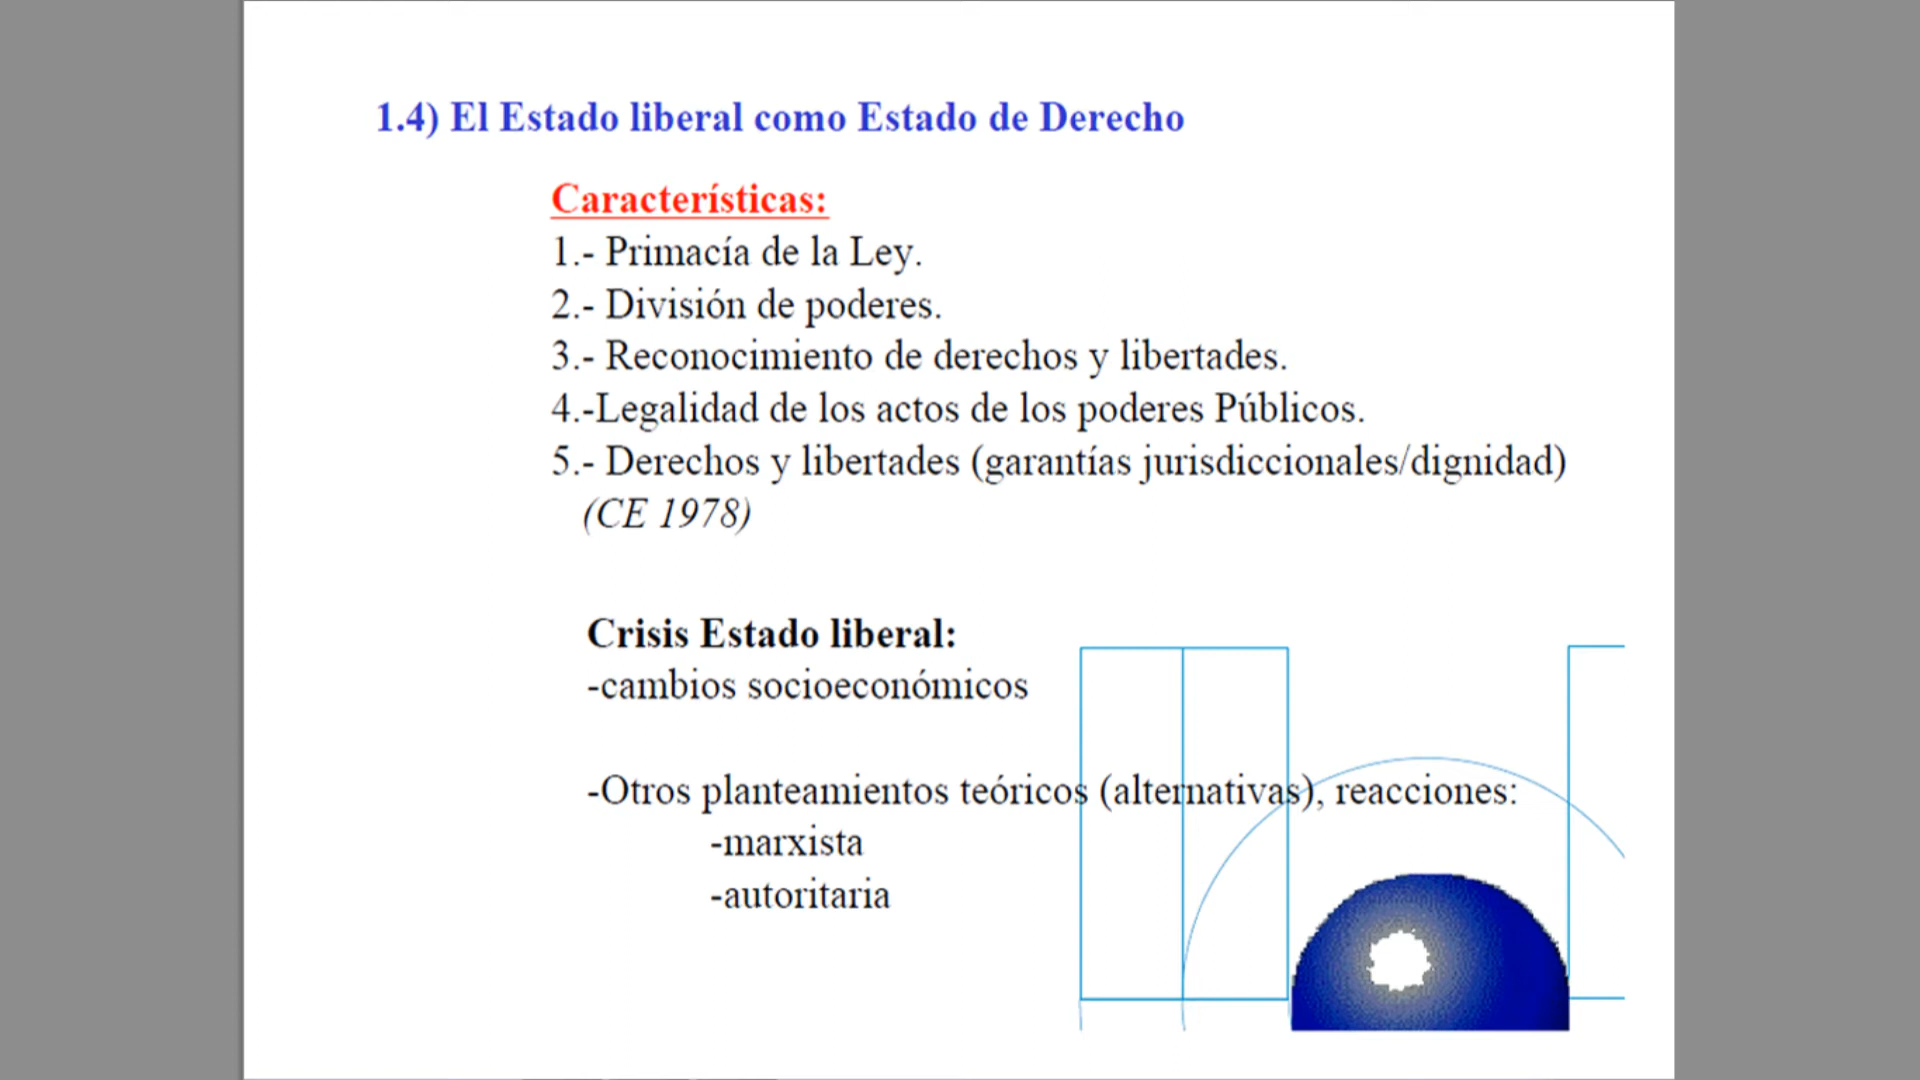 1.4) El Estado liberal como Estado de Derecho
Características:
1.- Primacía de la Ley.
2.- División de poderes.
3.- Reconocimiento de derechos y libertades.
4.-Legalidad de los actos de los poderes Públicos.
5.- Derechos y libertades (garantías jurisdiccionales/dignidad)
(CE 1978)
Crisis Estado liberal:
-cambios socioeconómicos
-Otros planteamientos teóricos (alternativas), reacciones:
-marxista
-autoritaria